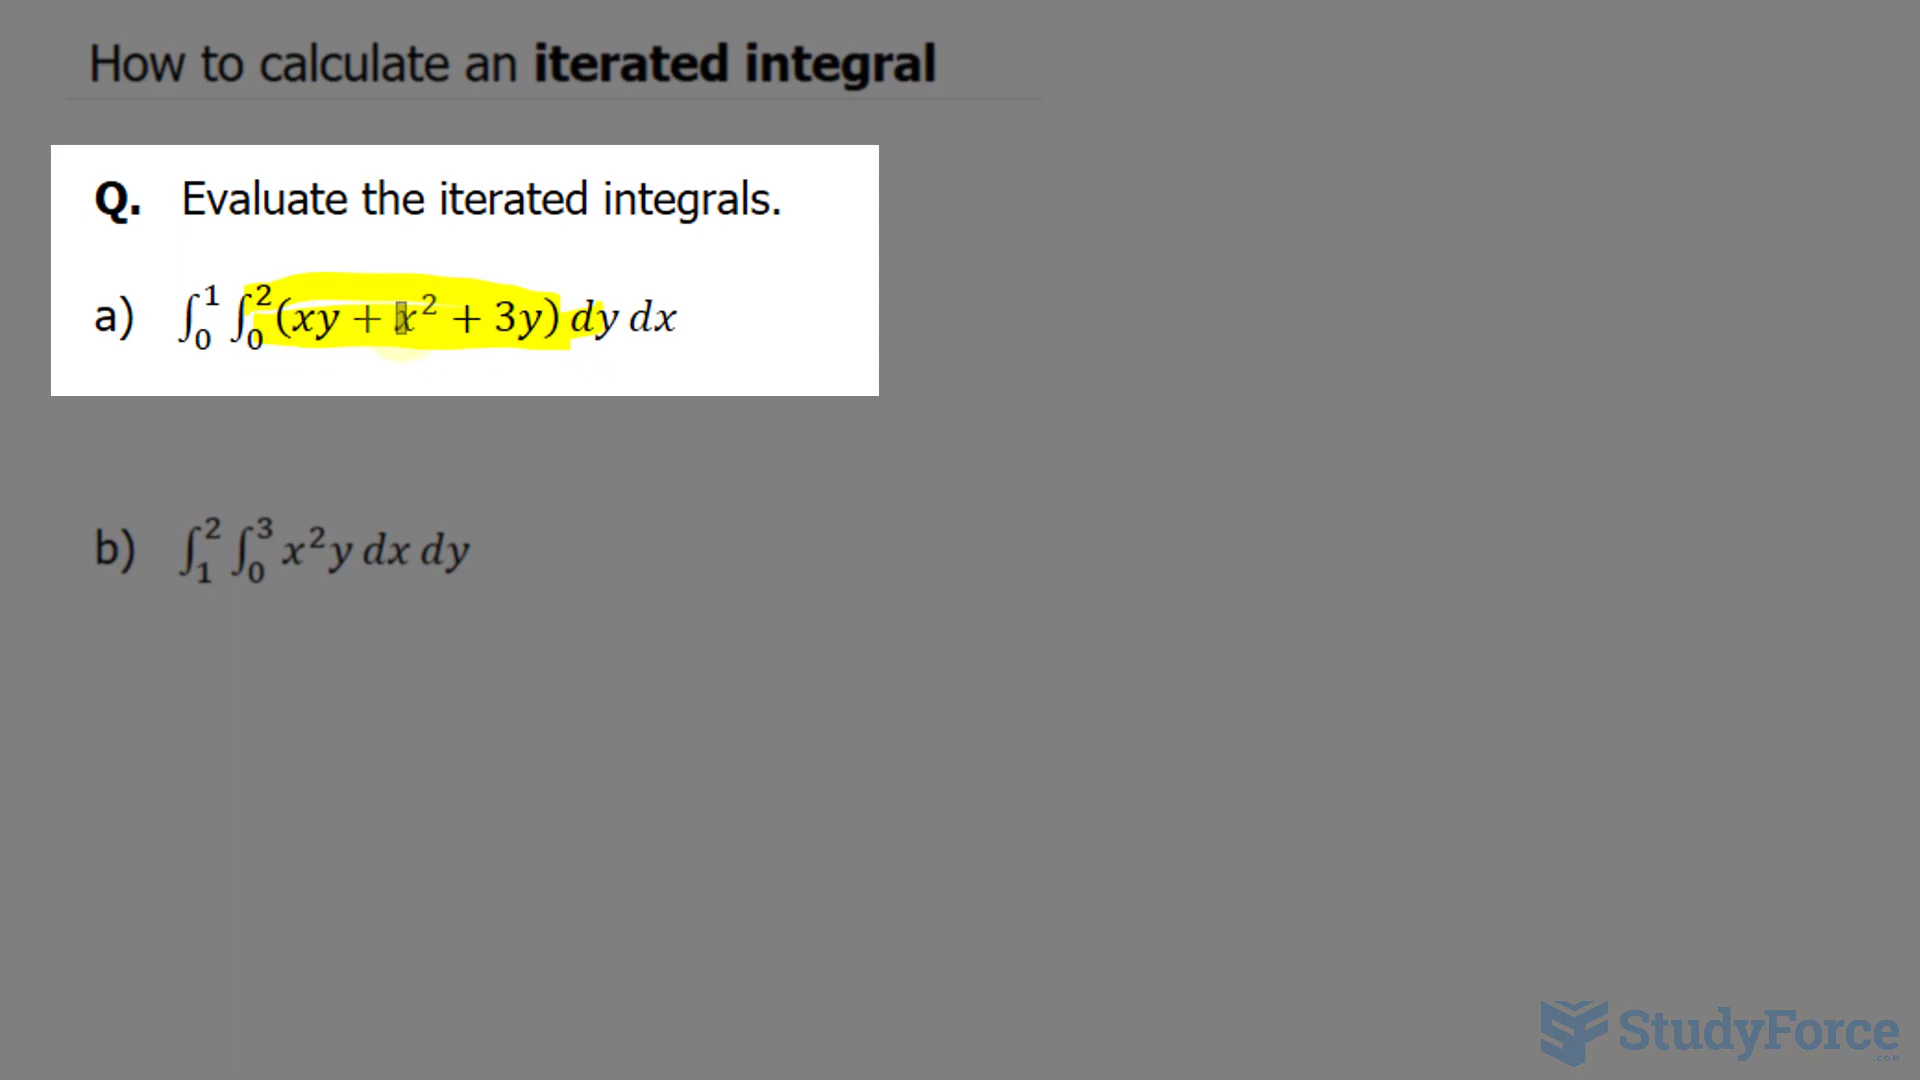 How to calculate an iterated integral
Q. Evaluate the iterated integrals.
a) ∫₀¹ ∫₀² (xy + x² + 3y) dy dx
b) ∫₁² ∫₀³ x²y dx dy
StudyForce
.COM